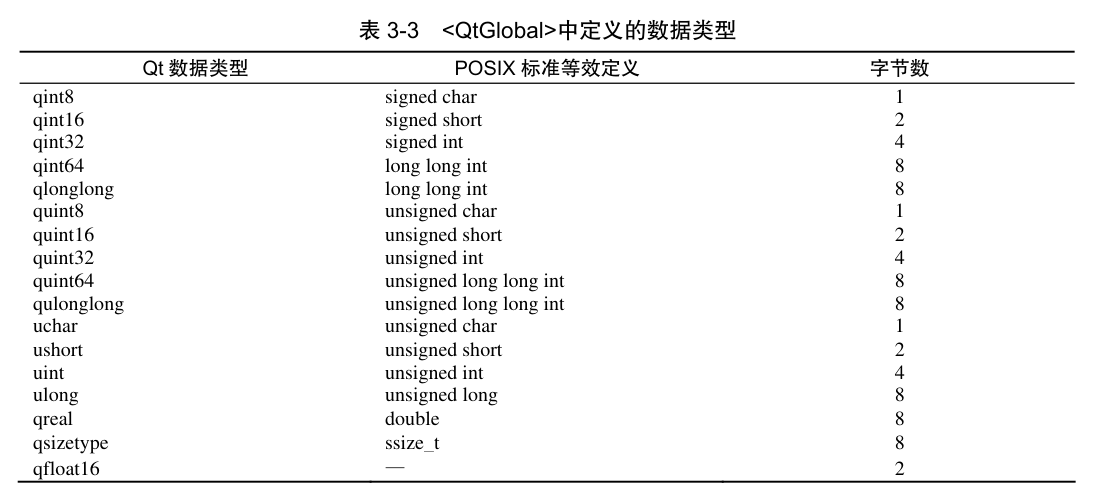 表 3-3 <QtGlobal>中定义的数据类型
Qt 数据类型 POSIX 标准等效定义 字节数
qint8 signed char 1
qint16 signed short 2
qint32 signed int 4
qint64 long long int 8
qlonglong long long int 8
quint8 unsigned char 1
quint16 unsigned short 2
quint32 unsigned int 4
quint64 unsigned long long int 8
qulonglong unsigned long long int 8
uchar unsigned char 1
ushort unsigned short 2
uint unsigned int 4
ulong unsigned long 8
qreal double 8
qsizetype ssize_t 8
qfloat16 — 2